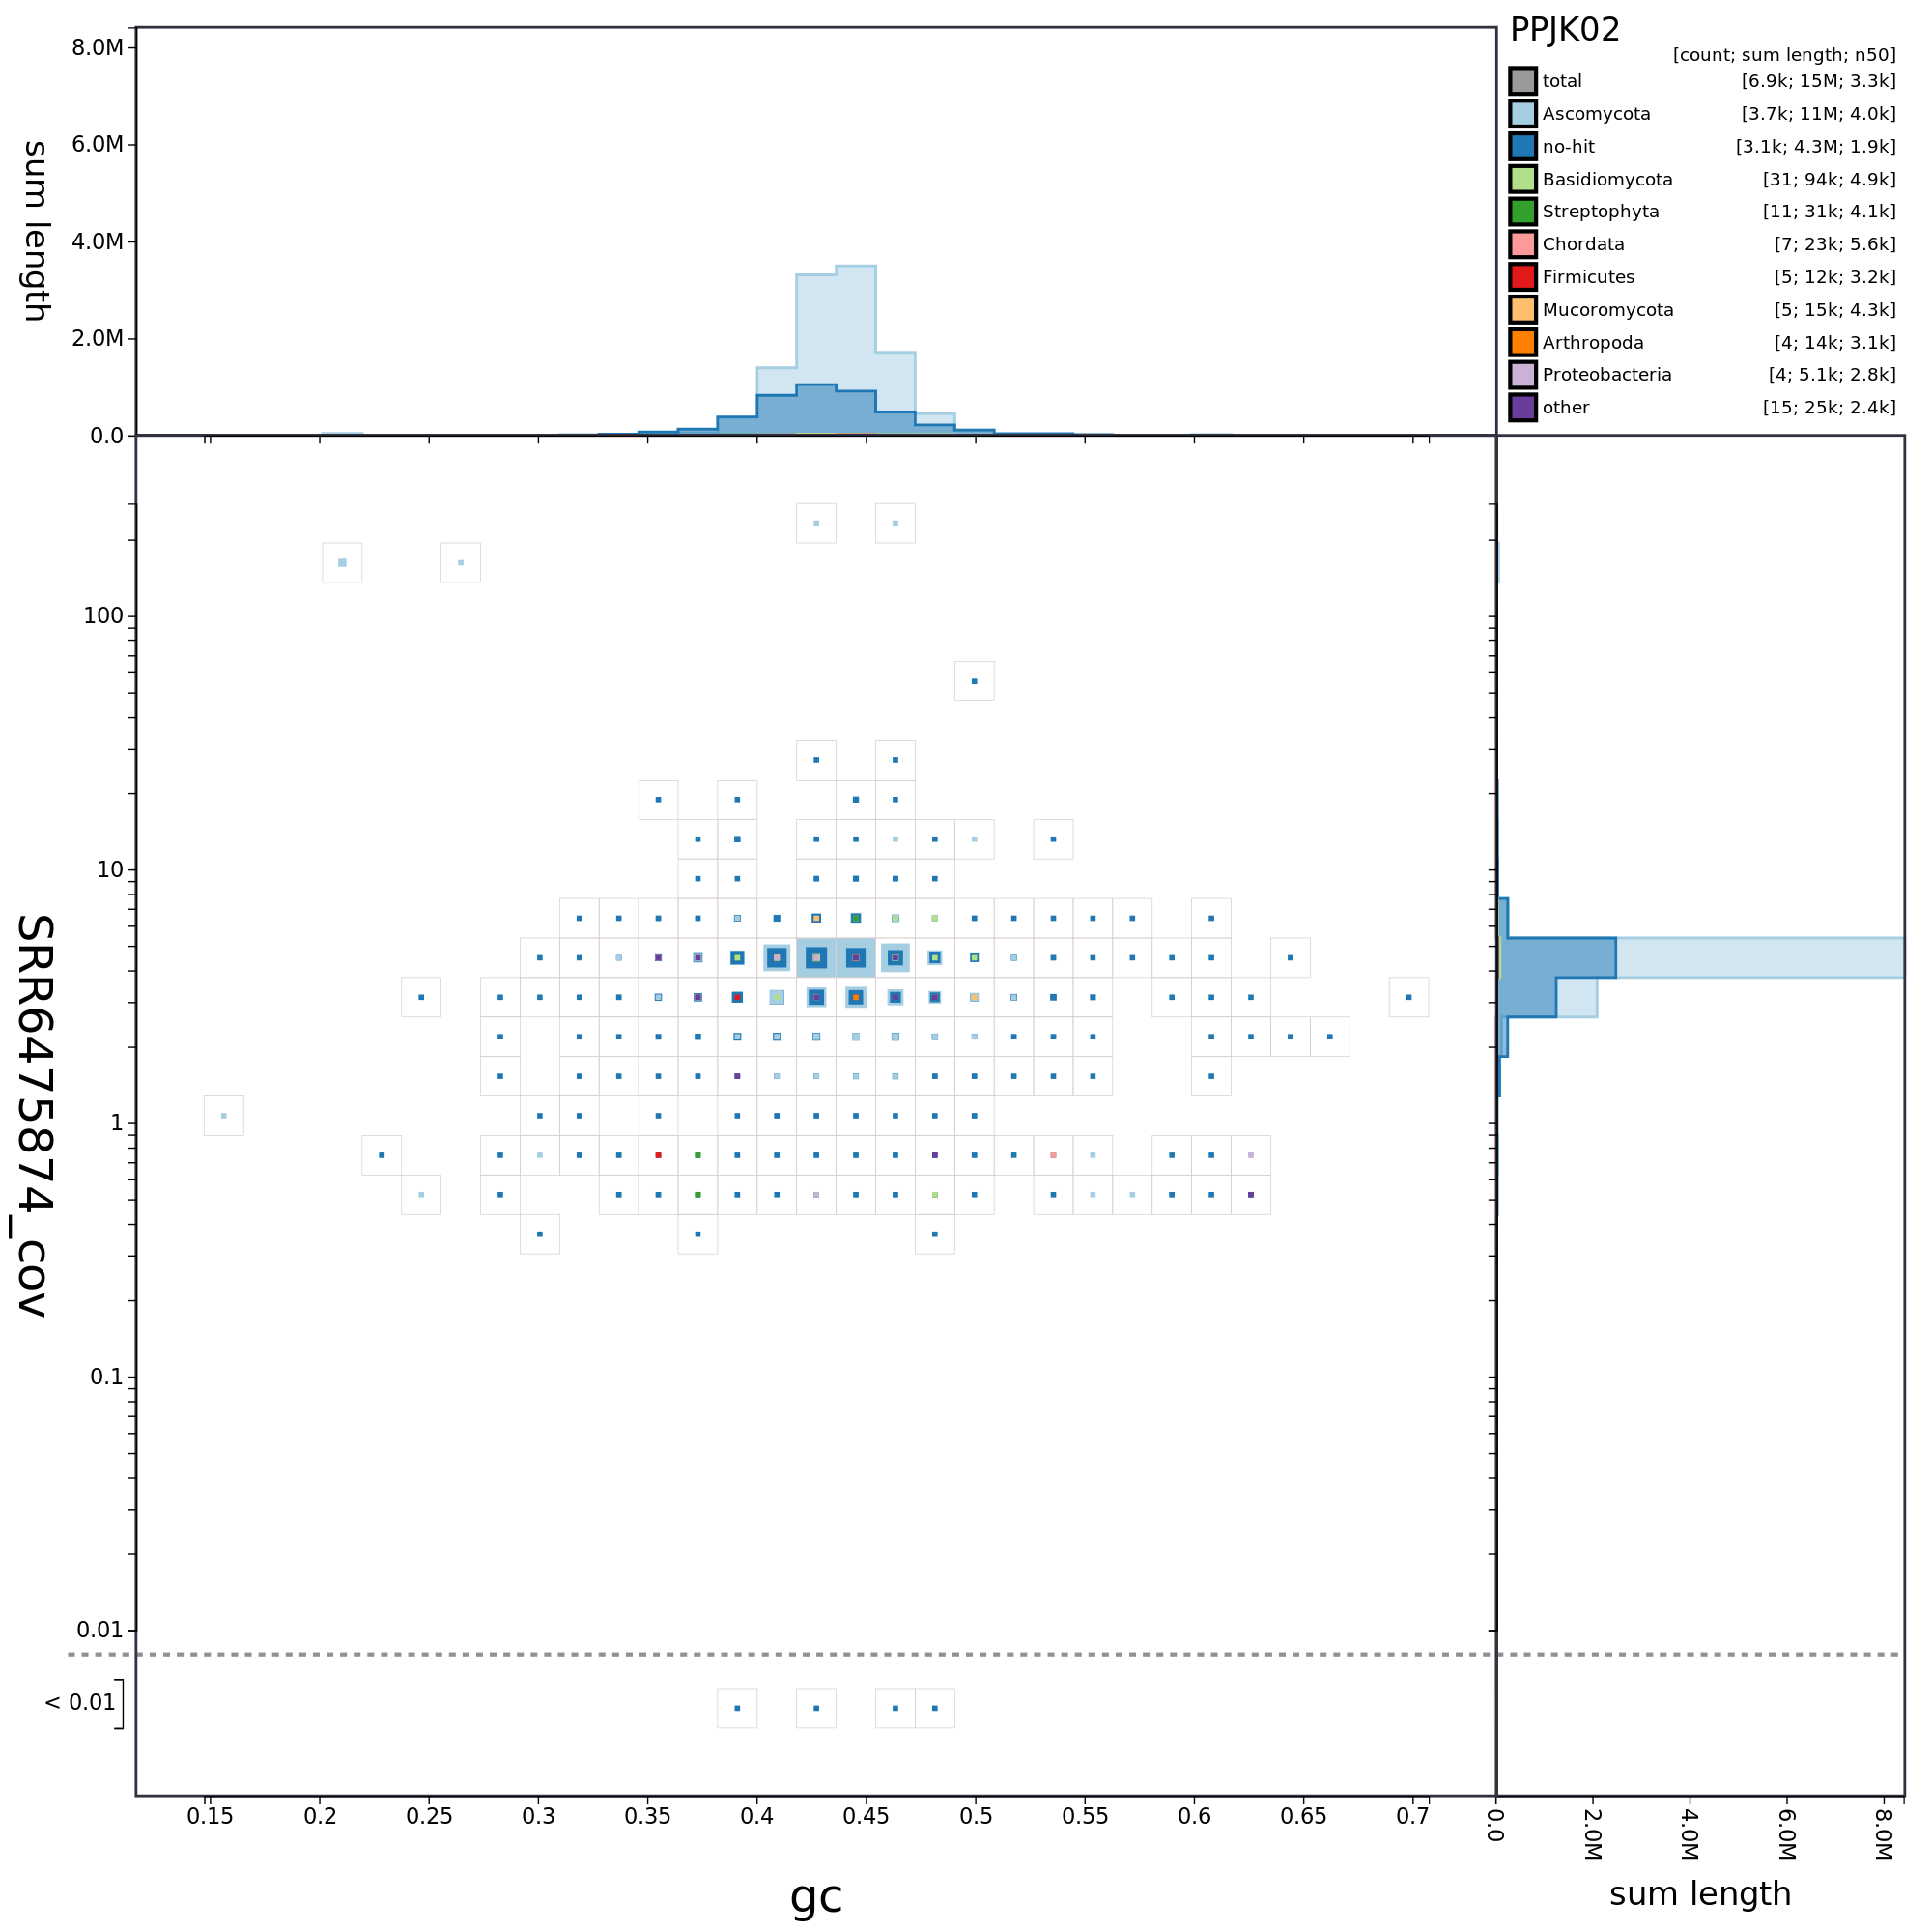 PPJK02
[count; sum length; n50]
total [6.9k; 15M; 3.3k]
Ascomycota [3.7k; 11M; 4.0k]
no-hit [3.1k; 4.3M; 1.9k]
Basidiomycota [31; 94k; 4.9k]
Streptophyta [11; 31k; 4.1k]
Chordata [7; 23k; 5.6k]
Firmicutes [5; 12k; 3.2k]
Mucoromycota [5; 15k; 4.3k]
Arthropoda [4; 14k; 3.1k]
Proteobacteria [4; 5.1k; 2.8k]
other [15; 25k; 2.4k]
sum length
8.0M
6.0M
4.0M
2.0M
0.0
SRR6475874_cov
100
10
1
0.1
0.01
< 0.01
0.15 0.2 0.25 0.3 0.35 0.4 0.45 0.5 0.55 0.6 0.65 0.7
gc
0.0 2.0M 4.0M 6.0M 8.0M
sum length